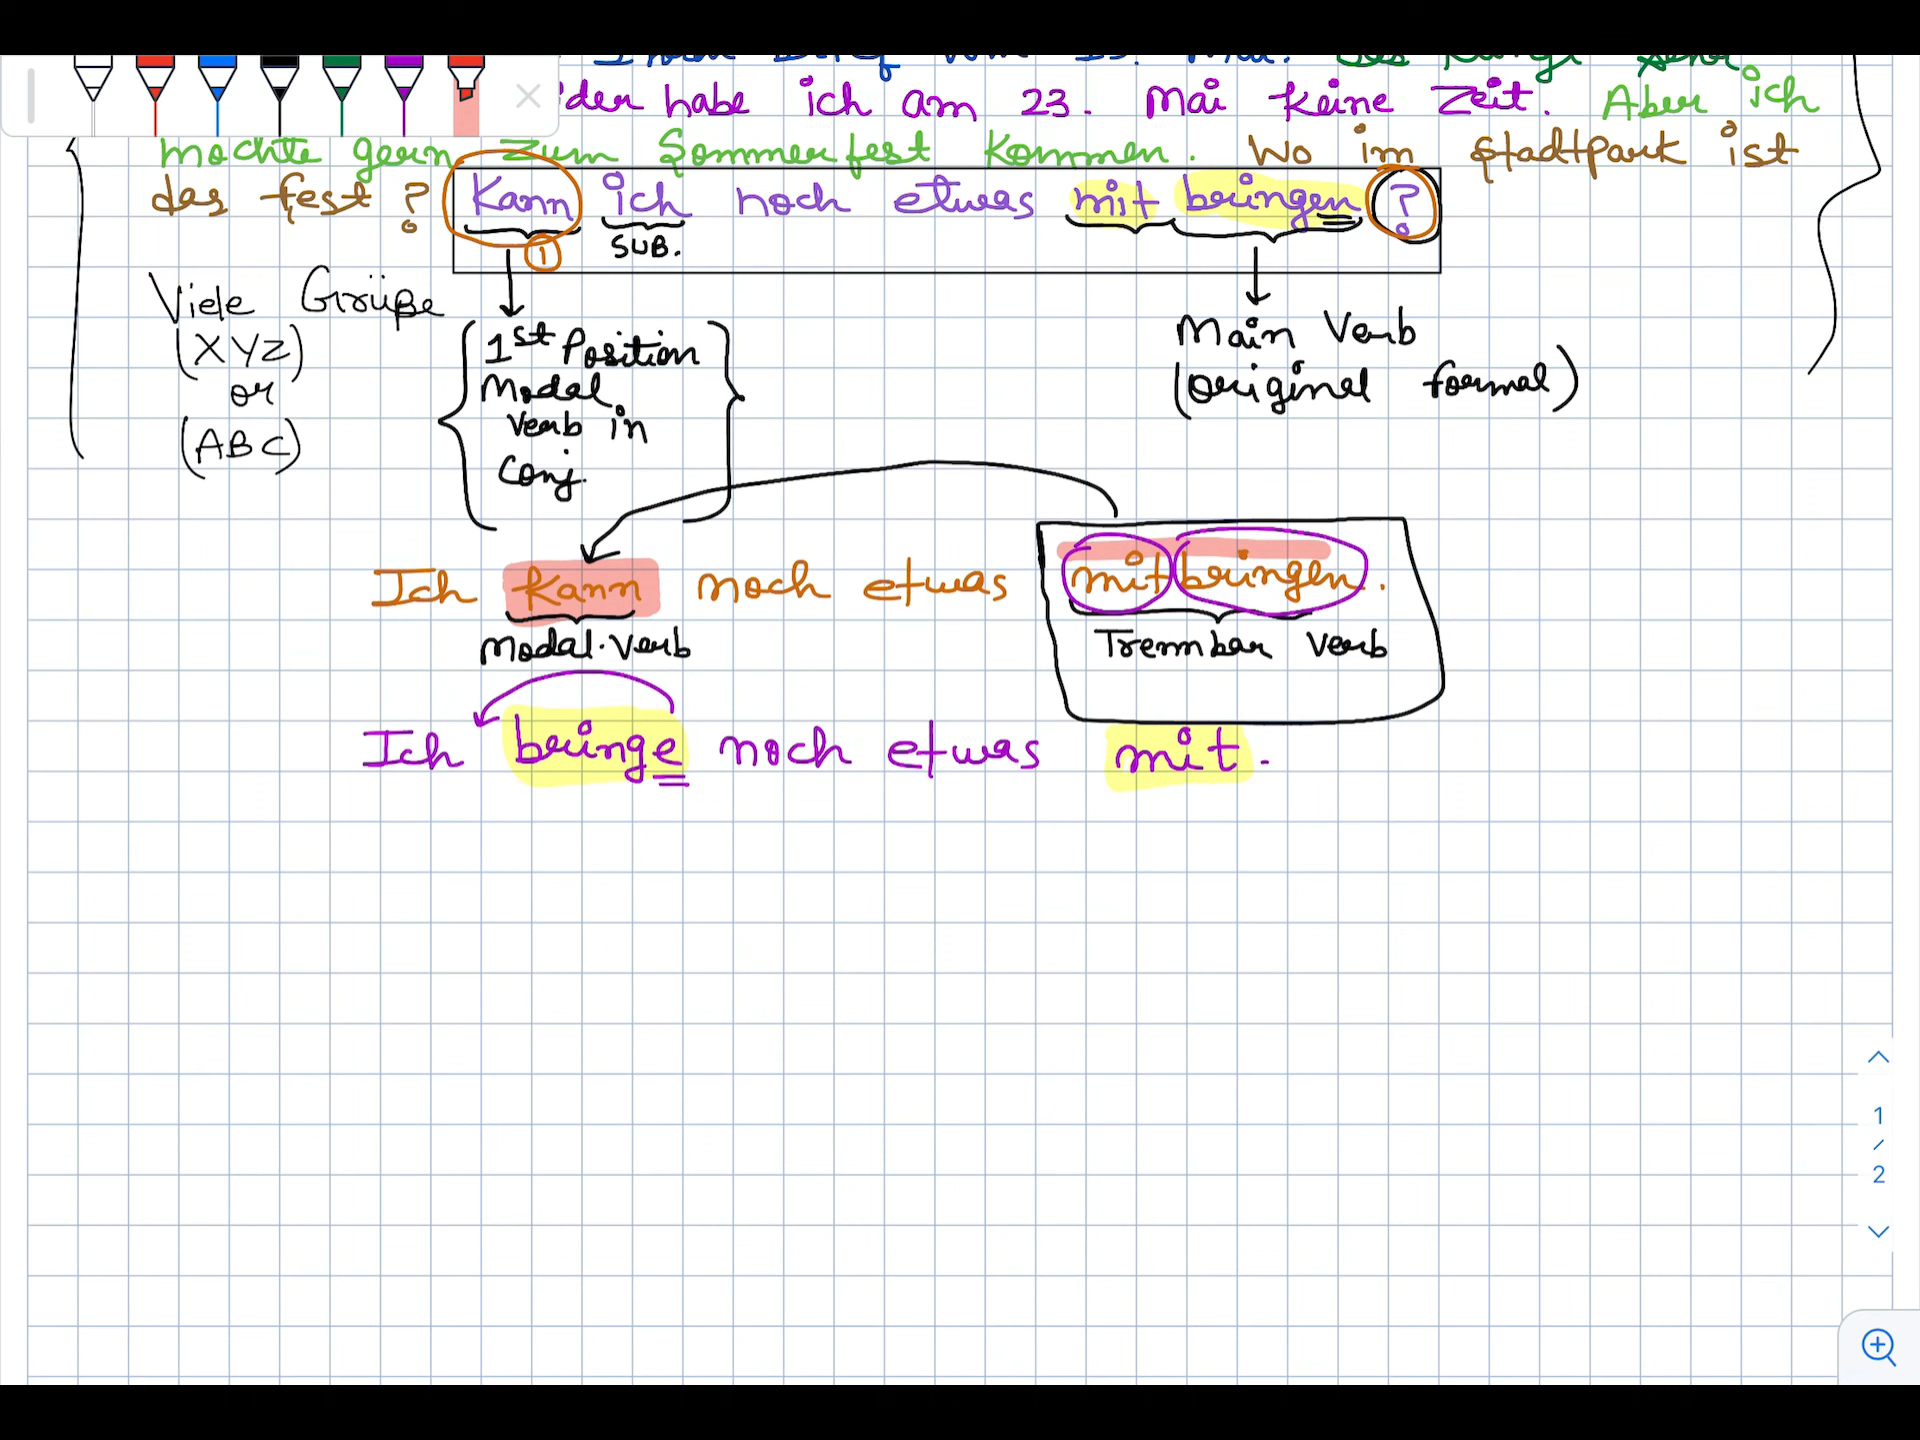 der habe ich am 23. Mai keine Zeit. Aber ich
mochte gern zum Sommerfest kommen. Wo im Stadtpark ist
das fest? Kann ich noch etwas mit bringen?
1 SUB.
Viele Grüße
(XYZ)
or
(ABC)
1st Position
Modal
Verb in
Conj.
Main Verb
(original formal)
Ich kann noch etwas mitbringen.
Modal. Verb Trennbar Verb
Ich bringe noch etwas mit.
1
/
2